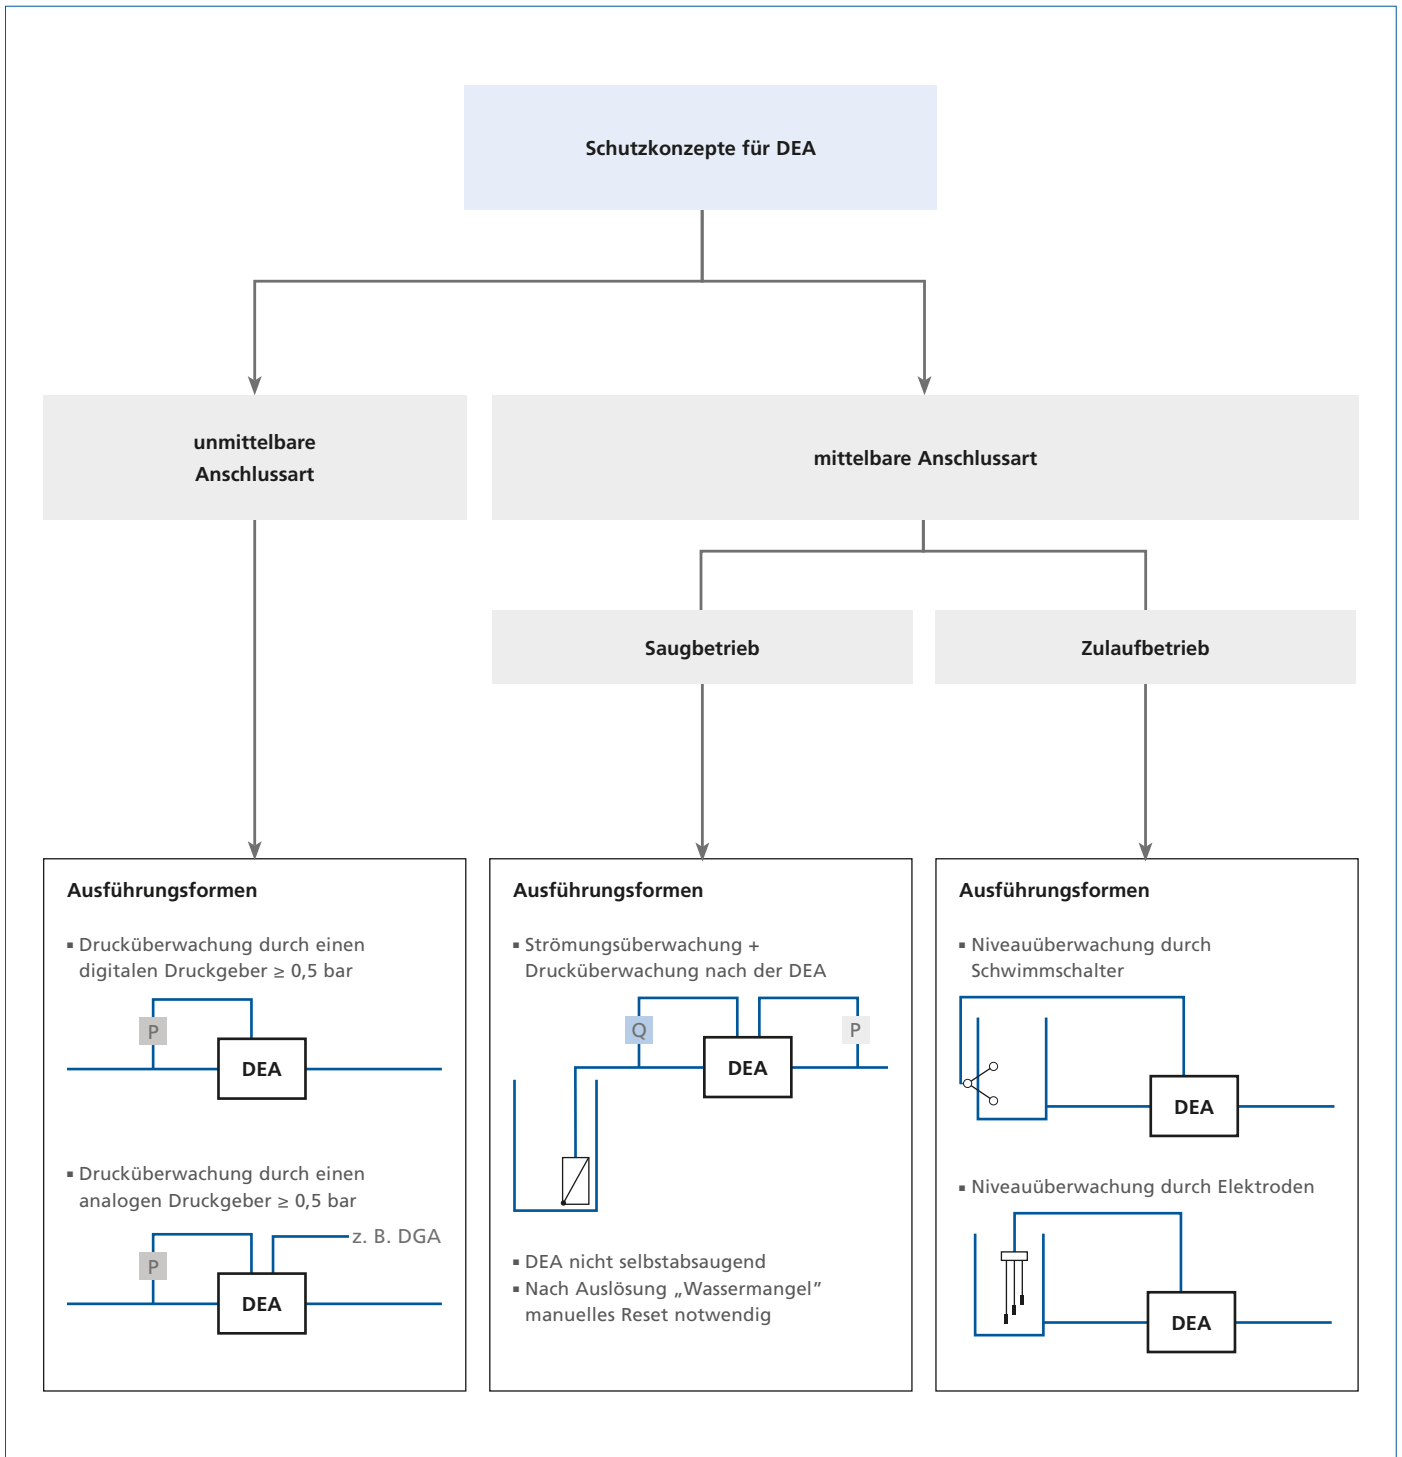 Schutzkonzepte für DEA
unmittelbare
Anschlussart
mittelbare Anschlussart
Saugbetrieb
Zulaufbetrieb
Ausführungsformen
▪ Drucküberwachung durch einen
digitalen Druckgeber ≥ 0,5 bar
P
DEA
▪ Drucküberwachung durch einen
analogen Druckgeber ≥ 0,5 bar
z. B. DGA
P
DEA
Ausführungsformen
▪ Strömungsüberwachung +
Drucküberwachung nach der DEA
Q
P
DEA
▪ DEA nicht selbstabsaugend
▪ Nach Auslösung „Wassermangel”
manuelles Reset notwendig
Ausführungsformen
▪ Niveauüberwachung durch
Schwimmschalter
DEA
▪ Niveauüberwachung durch Elektroden
DEA